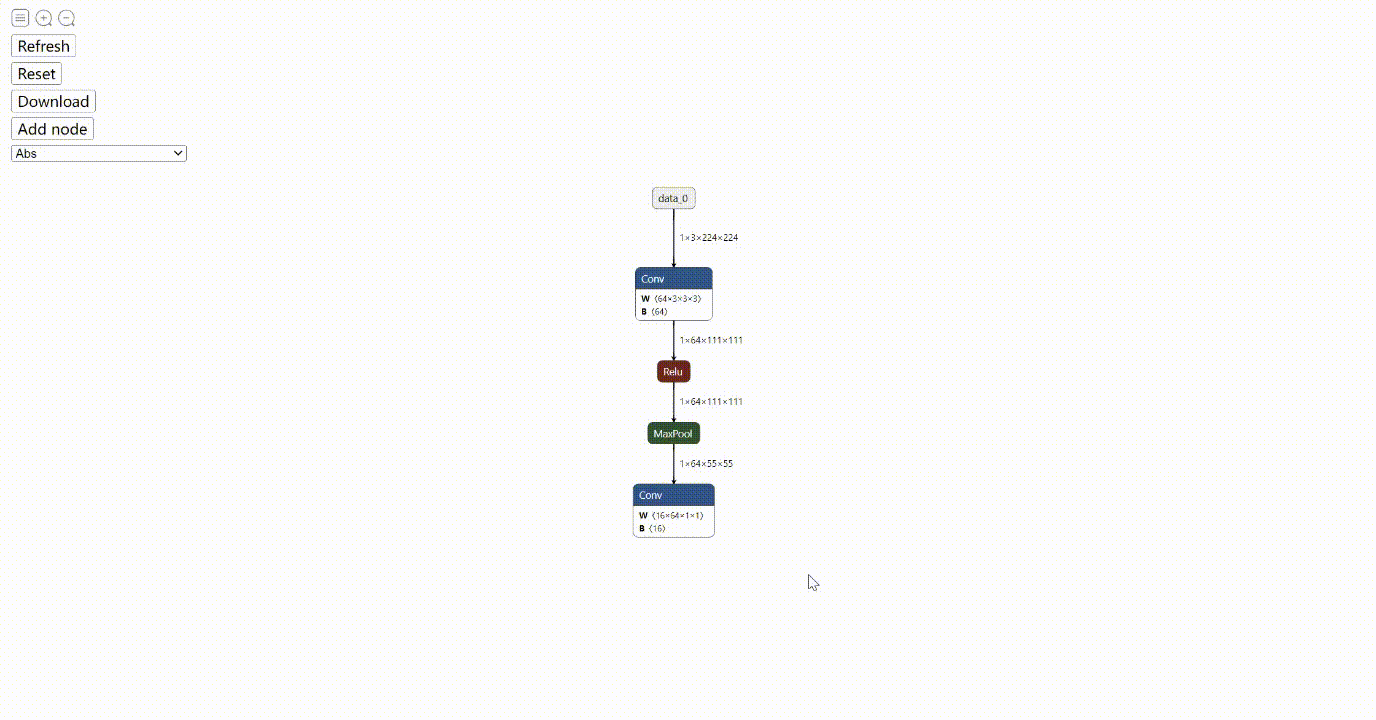 Refresh
Reset
Download
Add node
Abs
data_0
1×3×224×224
Conv
W ⟨64×3×3×3⟩
B ⟨64⟩
1×64×111×111
Relu
1×64×111×111
MaxPool
1×64×55×55
Conv
W ⟨16×64×1×1⟩
B ⟨16⟩